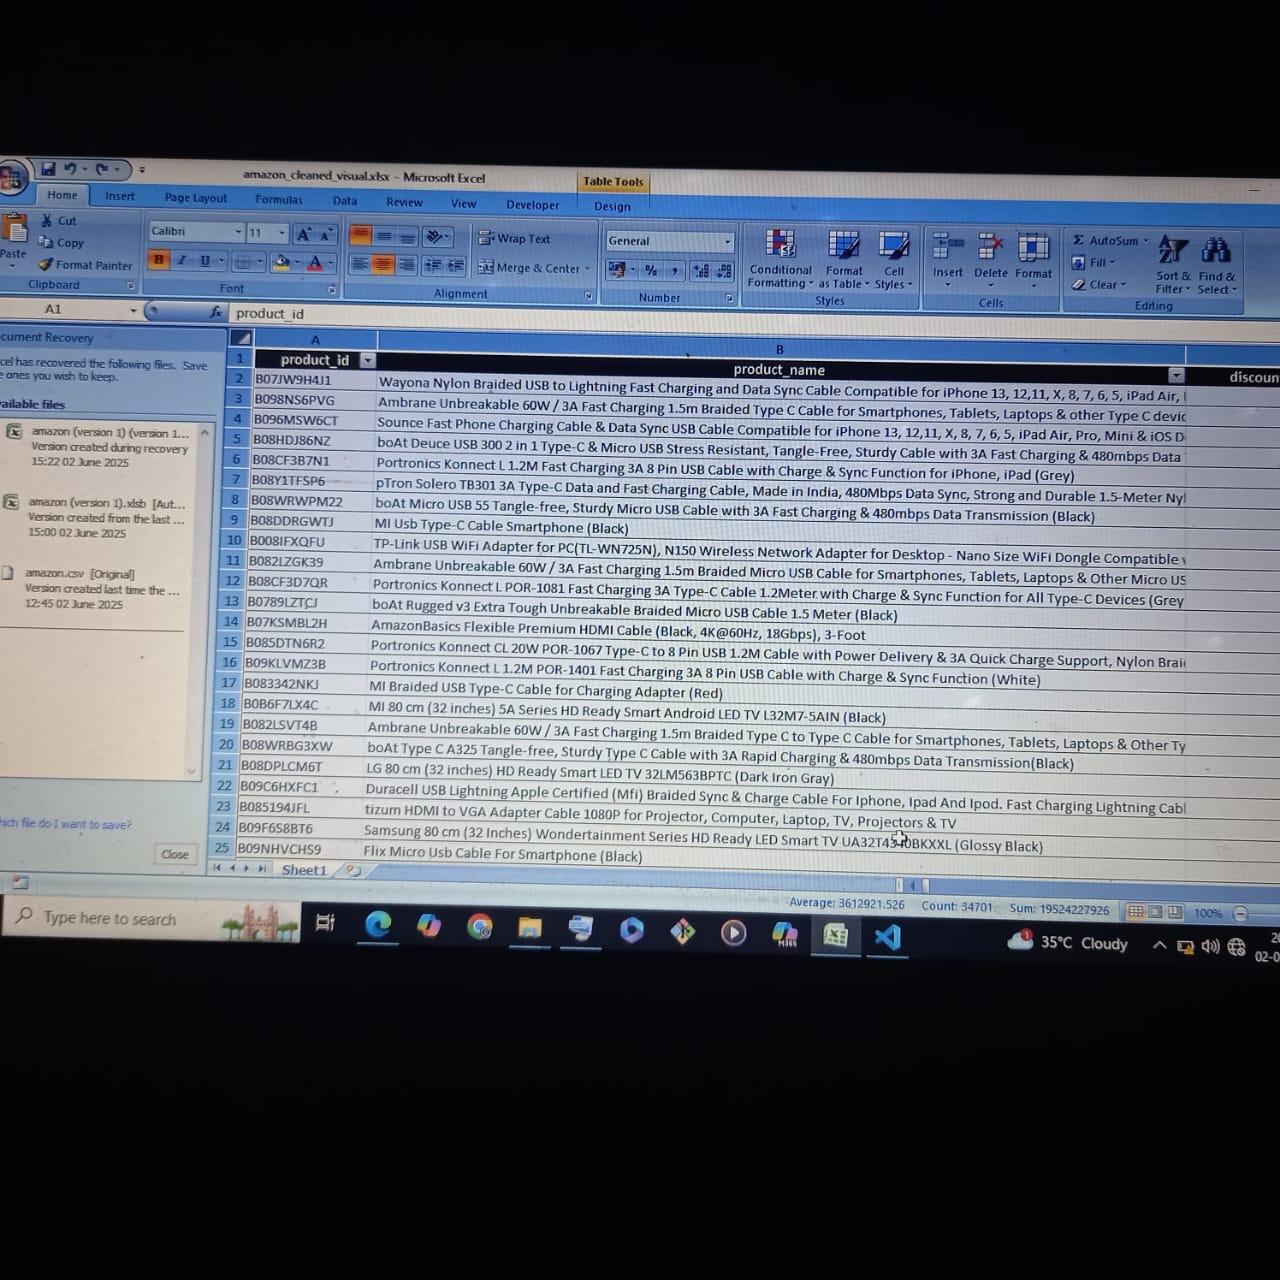 amazon_cleaned_visual.xlsx - Microsoft Excel
Table Tools
Home Insert Page Layout Formulas Data Review View Developer Design
Cut
Copy
Format Painter
Paste
Clipboard
Calibri 11
B I U
Font
Wrap Text
Merge & Center
Alignment
General
Number
Conditional Formatting
Format as Table
Cell Styles
Styles
Insert Delete Format
Cells
AutoSum
Fill
Clear
Sort & Filter
Find & Select
Editing
A1 fx product_id
cument Recovery
cel has recovered the following files. Save
ones you wish to keep.
vailable files
amazon (version 1) (version 1...
Version created during recovery
15:22 02 June 2025
amazon (version 1).xlsb [Aut...
Version created from the last ...
15:00 02 June 2025
amazon.csv [Original]
Version created last time the ...
12:45 02 June 2025
hich file do I want to save?
Close
A B
1 product_id product_name discoun
2 B07JW9H4J1 Wayona Nylon Braided USB to Lightning Fast Charging and Data Sync Cable Compatible for iPhone 13, 12,11, X, 8, 7, 6, 5, iPad Air,
3 B098NS6PVG Ambrane Unbreakable 60W / 3A Fast Charging 1.5m Braided Type C Cable for Smartphones, Tablets, Laptops & other Type C devic
4 B096MSW6CT Sounce Fast Phone Charging Cable & Data Sync USB Cable Compatible for iPhone 13, 12,11, X, 8, 7, 6, 5, iPad Air, Pro, Mini & iOS D
5 B08HDJ86NZ boAt Deuce USB 300 2 in 1 Type-C & Micro USB Stress Resistant, Tangle-Free, Sturdy Cable with 3A Fast Charging & 480mbps Data
6 B08CF3B7N1 Portronics Konnect L 1.2M Fast Charging 3A 8 Pin USB Cable with Charge & Sync Function for iPhone, iPad (Grey)
7 B08Y1TFSP6 pTron Solero TB301 3A Type-C Data and Fast Charging Cable, Made in India, 480Mbps Data Sync, Strong and Durable 1.5-Meter Nyl
8 B08WRWPM22 boAt Micro USB 55 Tangle-free, Sturdy Micro USB Cable with 3A Fast Charging & 480mbps Data Transmission (Black)
9 B08DDRGWTJ MI Usb Type-C Cable Smartphone (Black)
10 B008IFXQFU TP-Link USB WiFi Adapter for PC(TL-WN725N), N150 Wireless Network Adapter for Desktop - Nano Size WiFi Dongle Compatible
11 B082LZGK39 Ambrane Unbreakable 60W / 3A Fast Charging 1.5m Braided Micro USB Cable for Smartphones, Tablets, Laptops & Other Micro US
12 B08CF3D7QR Portronics Konnect L POR-1081 Fast Charging 3A Type-C Cable 1.2Meter with Charge & Sync Function for All Type-C Devices (Grey
13 B0789LZTCJ boAt Rugged v3 Extra Tough Unbreakable Braided Micro USB Cable 1.5 Meter (Black)
14 B07KSMBL2H AmazonBasics Flexible Premium HDMI Cable (Black, 4K@60Hz, 18Gbps), 3-Foot
15 B085DTN6R2 Portronics Konnect CL 20W POR-1067 Type-C to 8 Pin USB 1.2M Cable with Power Delivery & 3A Quick Charge Support, Nylon Brai
16 B09KLVMZ3B Portronics Konnect L 1.2M POR-1401 Fast Charging 3A 8 Pin USB Cable with Charge & Sync Function (White)
17 B083342NKJ MI Braided USB Type-C Cable for Charging Adapter (Red)
18 B0B6F7LX4C MI 80 cm (32 inches) 5A Series HD Ready Smart Android LED TV L32M7-5AIN (Black)
19 B082LSVT4B Ambrane Unbreakable 60W / 3A Fast Charging 1.5m Braided Type C to Type C Cable for Smartphones, Tablets, Laptops & Other Ty
20 B08WRBG3XW boAt Type C A325 Tangle-free, Sturdy Type C Cable with 3A Rapid Charging & 480mbps Data Transmission(Black)
21 B08DPLCM6T LG 80 cm (32 inches) HD Ready Smart LED TV 32LM563BPTC (Dark Iron Gray)
22 B09C6HXFC1 Duracell USB Lightning Apple Certified (Mfi) Braided Sync & Charge Cable For Iphone, Ipad And Ipod. Fast Charging Lightning Cabl
23 B085194JFL tizum HDMI to VGA Adapter Cable 1080P for Projector, Computer, Laptop, TV, Projectors & TV
24 B09F6S8BT6 Samsung 80 cm (32 Inches) Wondertainment Series HD Ready LED Smart TV (Glossy Black)
25 B09NHVCHS9 Flix Micro Usb Cable For Smartphone (Black)
Sheet1
Average: 3612921.526 Count: 34701 Sum: 19524227926 100%
Type here to search
M365
1
35°C Cloudy
02-0